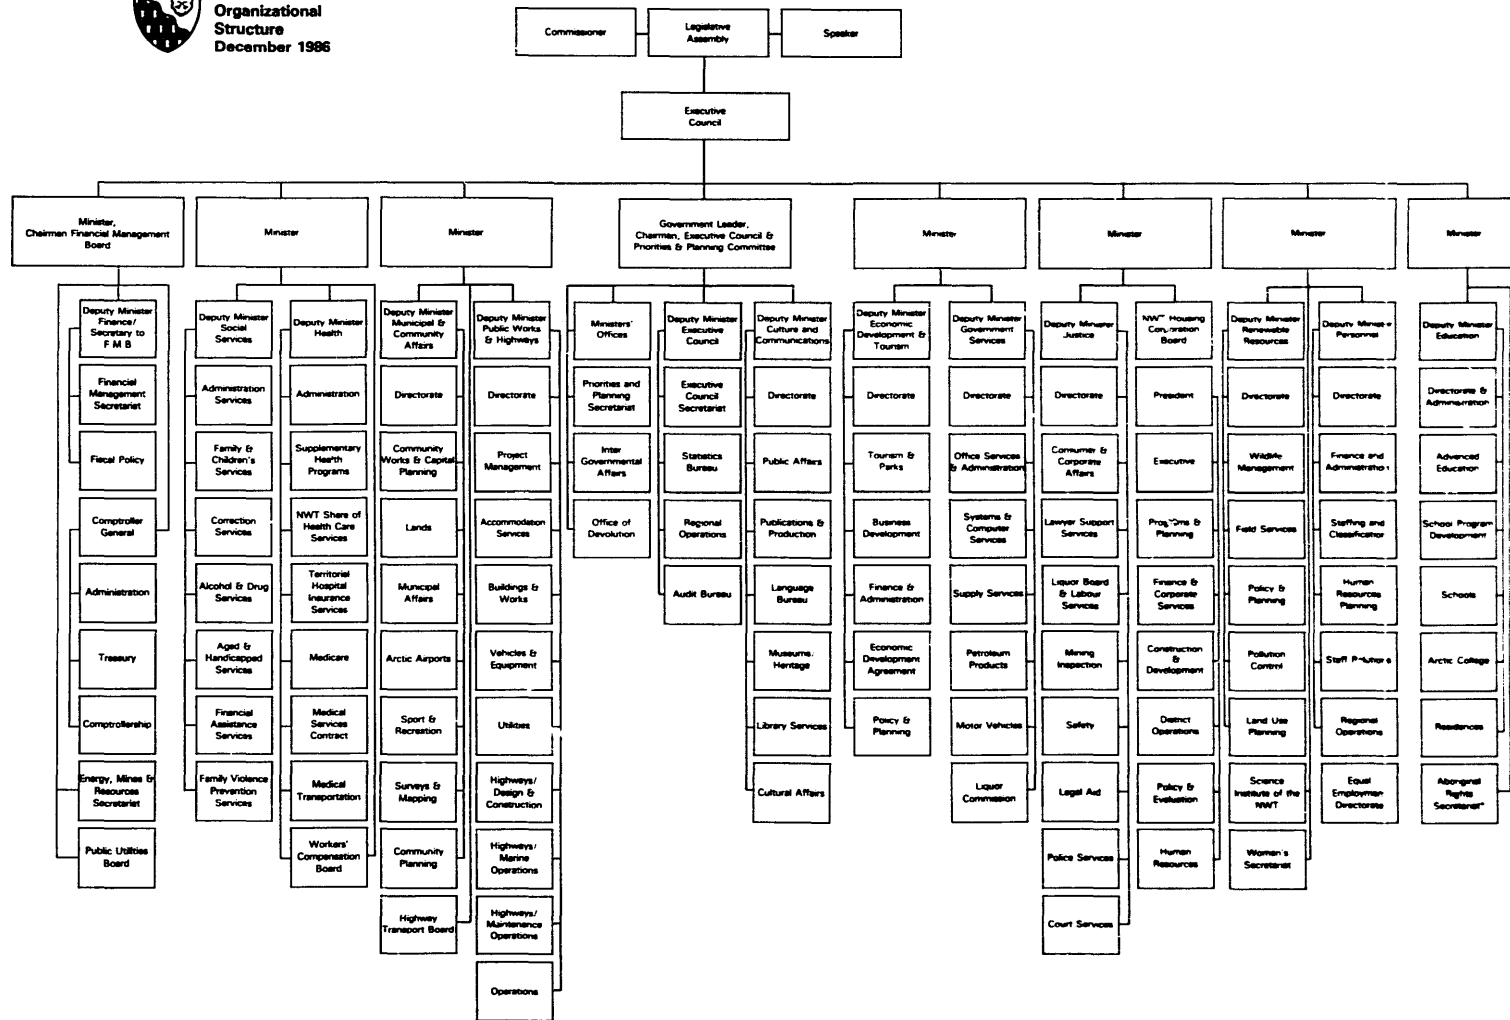 Organizational
Structure
December 1986
Commissioner
Legislative
Assembly
Speaker
Executive
Council
Minister,
Chairman Financial Management
Board
Minister
Minister
Government Leader,
Chairman, Executive Council &
Priorities & Planning Committee
Minister
Minister
Minister
Minister
Deputy Minister
Finance/
Secretary to
F M B
Financial
Management
Secretariat
Fiscal Policy
Comptroller
General
Administration
Treasury
Comptrollership
Energy, Mines &
Resources
Secretariat
Public Utilities
Board
Deputy Minister
Social
Services
Administration
Services
Family &
Children's
Services
Correction
Services
Alcohol & Drug
Services
Aged &
Handicapped
Services
Financial
Assistance
Services
Family Violence
Prevention
Services
Deputy Minister
Health
Administration
Supplementary
Health
Programs
NWT Share of
Health Care
Services
Territorial
Hospital
Insurance
Services
Medicare
Medical
Services
Contract
Medical
Transportation
Workers'
Compensation
Board
Deputy Minister
Municipal &
Community
Affairs
Directorate
Community
Works & Capital
Planning
Lands
Municipal
Affairs
Arctic Airports
Sport &
Recreation
Surveys &
Mapping
Community
Planning
Highway
Transport Board
Deputy Minister
Public Works
& Highways
Directorate
Project
Management
Accommodation
Services
Buildings &
Works
Vehicles &
Equipment
Utilities
Highways/
Design &
Construction
Highways/
Marine
Operations
Highways/
Maintenance
Operations
Operations
Ministers'
Offices
Priorities and
Planning
Secretariat
Inter
Governmental
Affairs
Office of
Devolution
Deputy Minister
Executive
Council
Executive
Council
Secretariat
Statistics
Bureau
Regional
Operations
Audit Bureau
Deputy Minister
Culture and
Communications
Directorate
Public Affairs
Publications &
Production
Language
Bureau
Museums/
Heritage
Library Services
Cultural Affairs
Deputy Minister
Economic
Development &
Tourism
Directorate
Tourism &
Parks
Business
Development
Finance &
Administration
Economic
Development
Agreement
Policy &
Planning
Deputy Minister
Government
Services
Directorate
Office Services
& Administration
Systems &
Computer
Services
Supply Services
Petroleum
Products
Motor Vehicles
Liquor
Commission
Deputy Minister
Justice
Directorate
Consumer &
Corporate
Affairs
Lawyer Support
Services
Liquor Board
& Labour
Services
Mining
Inspection
Safety
Legal Aid
Police Services
Court Services
NWT Housing
Corporation
Board
President
Executive
Programs &
Planning
Finance &
Corporate
Services
Construction
&
Development
District
Operations
Policy &
Evaluation
Human
Resources
Deputy Minister
Renewable
Resources
Directorate
Wildlife
Management
Field Services
Policy &
Planning
Pollution
Control
Land Use
Planning
Science
Institute of the
NWT
Women's
Secretariat
Deputy Minister
Personnel
Directorate
Finance and
Administration
Staffing and
Classification
Human
Resources
Planning
Staff Relations
Regional
Operations
Equal
Employmen
Directorate
Deputy Minister
Education
Directorate &
Administration
Advanced
Education
School Program
Development
Schools
Arctic College
Residences
Aboriginal
Rights
Secretariat*